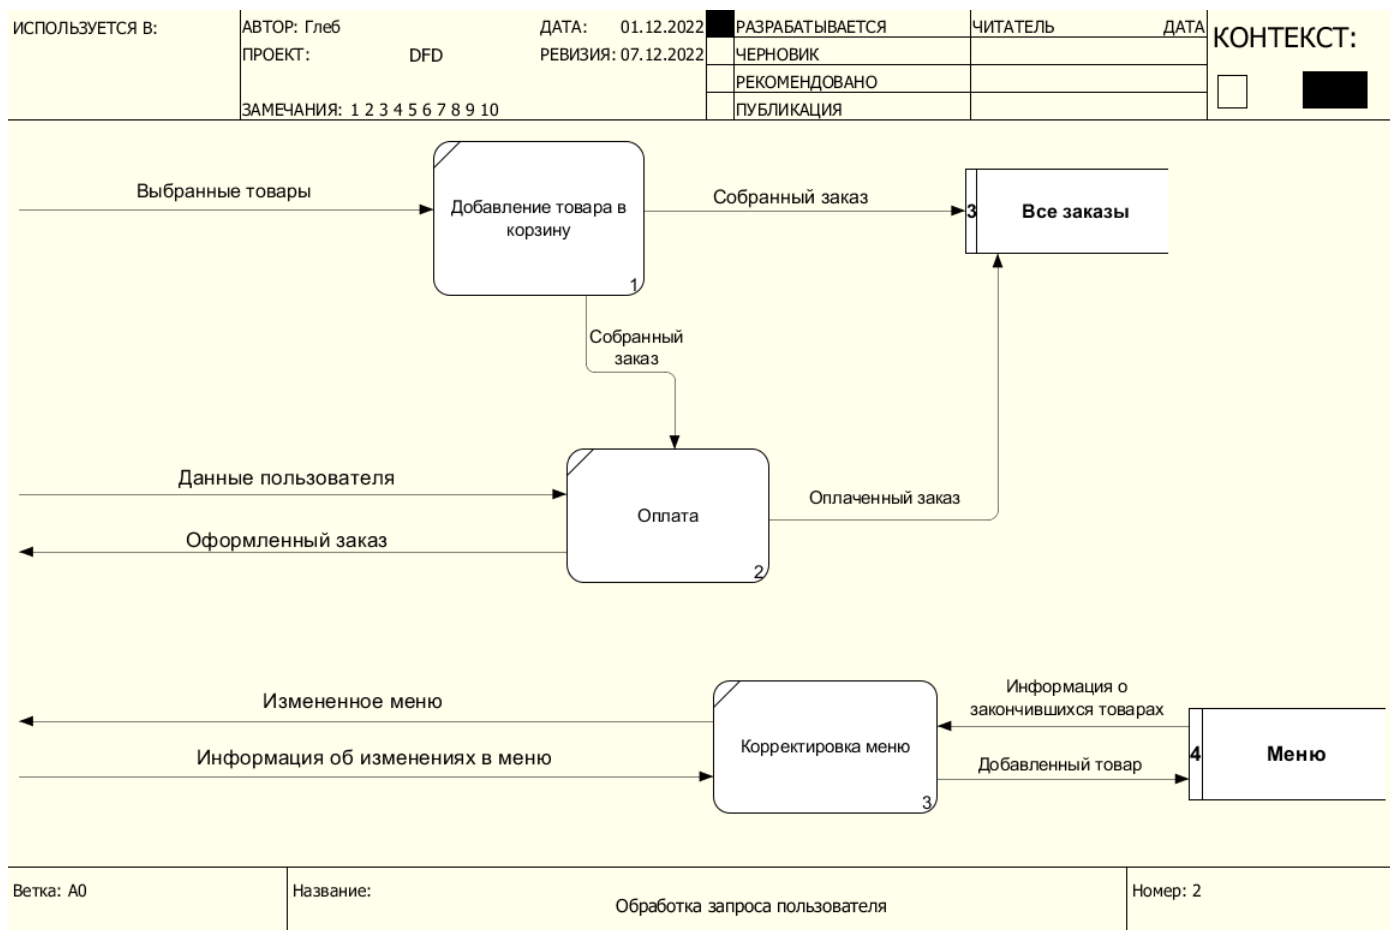 ИСПОЛЬЗУЕТСЯ В:
АВТОР: Глеб
ДАТА: 01.12.2022
ПРОЕКТ: DFD
РЕВИЗИЯ: 07.12.2022
ЗАМЕЧАНИЯ: 1 2 3 4 5 6 7 8 9 10
РАЗРАБАТЫВАЕТСЯ
ЧЕРНОВИК
РЕКОМЕНДОВАНО
ПУБЛИКАЦИЯ
ЧИТАТЕЛЬ ДАТА
КОНТЕКСТ:
Выбранные товары
Добавление товара в
корзину
1
Собранный заказ
3
Все заказы
Собранный
заказ
Данные пользователя
Оформленный заказ
Оплата
2
Оплаченный заказ
Измененное меню
Информация об изменениях в меню
Корректировка меню
3
Информация о
закончившихся товарах
Добавленный товар
4
Меню
Ветка: A0
Название:
Обработка запроса пользователя
Номер: 2